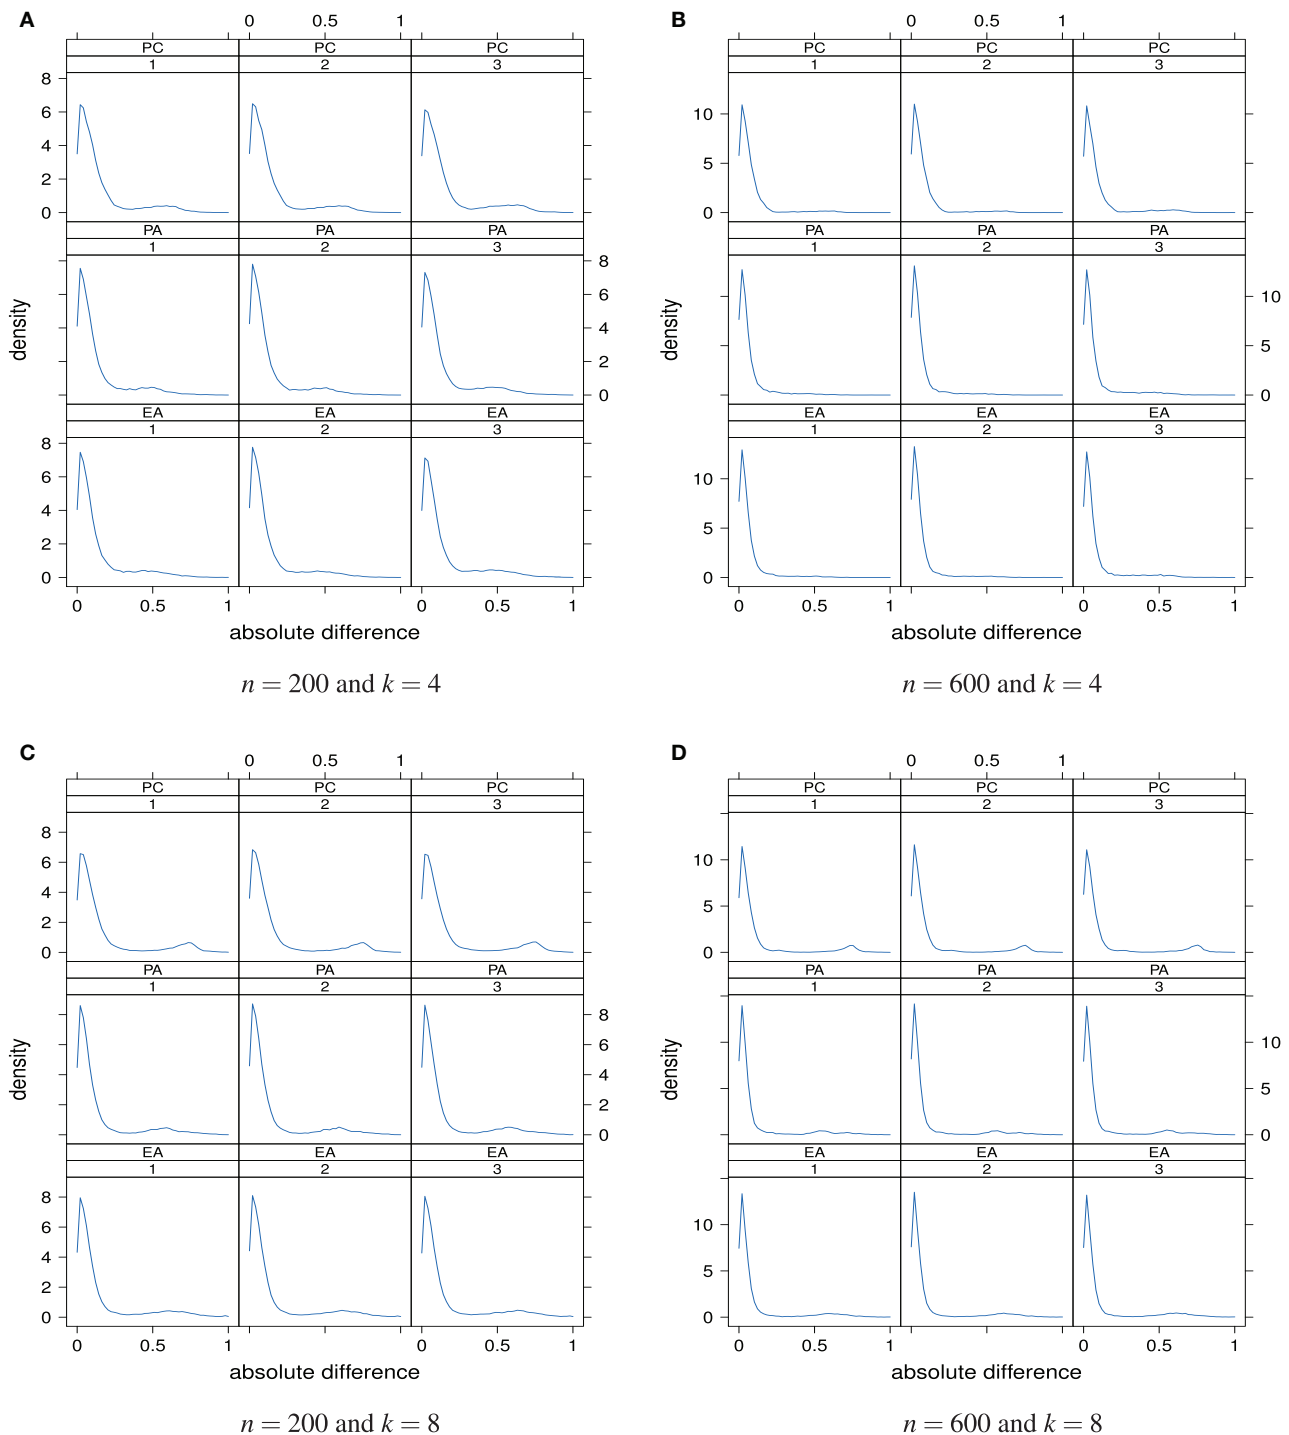 A
0 0.5 1
PC PC PC
1 2 3
8
6
4
2
0
PA PA PA
1 2 3
8
6
4
2
0
density
EA EA EA
1 2 3
8
6
4
2
0
0 0.5 1 0 0.5 1
absolute difference
n = 200 and k = 4
B
0 0.5 1
PC PC PC
1 2 3
10
5
0
PA PA PA
1 2 3
10
5
0
density
EA EA EA
1 2 3
10
5
0
0 0.5 1 0 0.5 1
absolute difference
n = 600 and k = 4
C
0 0.5 1
PC PC PC
1 2 3
8
6
4
2
0
PA PA PA
1 2 3
8
6
4
2
0
density
EA EA EA
1 2 3
8
6
4
2
0
0 0.5 1 0 0.5 1
absolute difference
n = 200 and k = 8
D
0 0.5 1
PC PC PC
1 2 3
10
5
0
PA PA PA
1 2 3
10
5
0
density
EA EA EA
1 2 3
10
5
0
0 0.5 1 0 0.5 1
absolute difference
n = 600 and k = 8